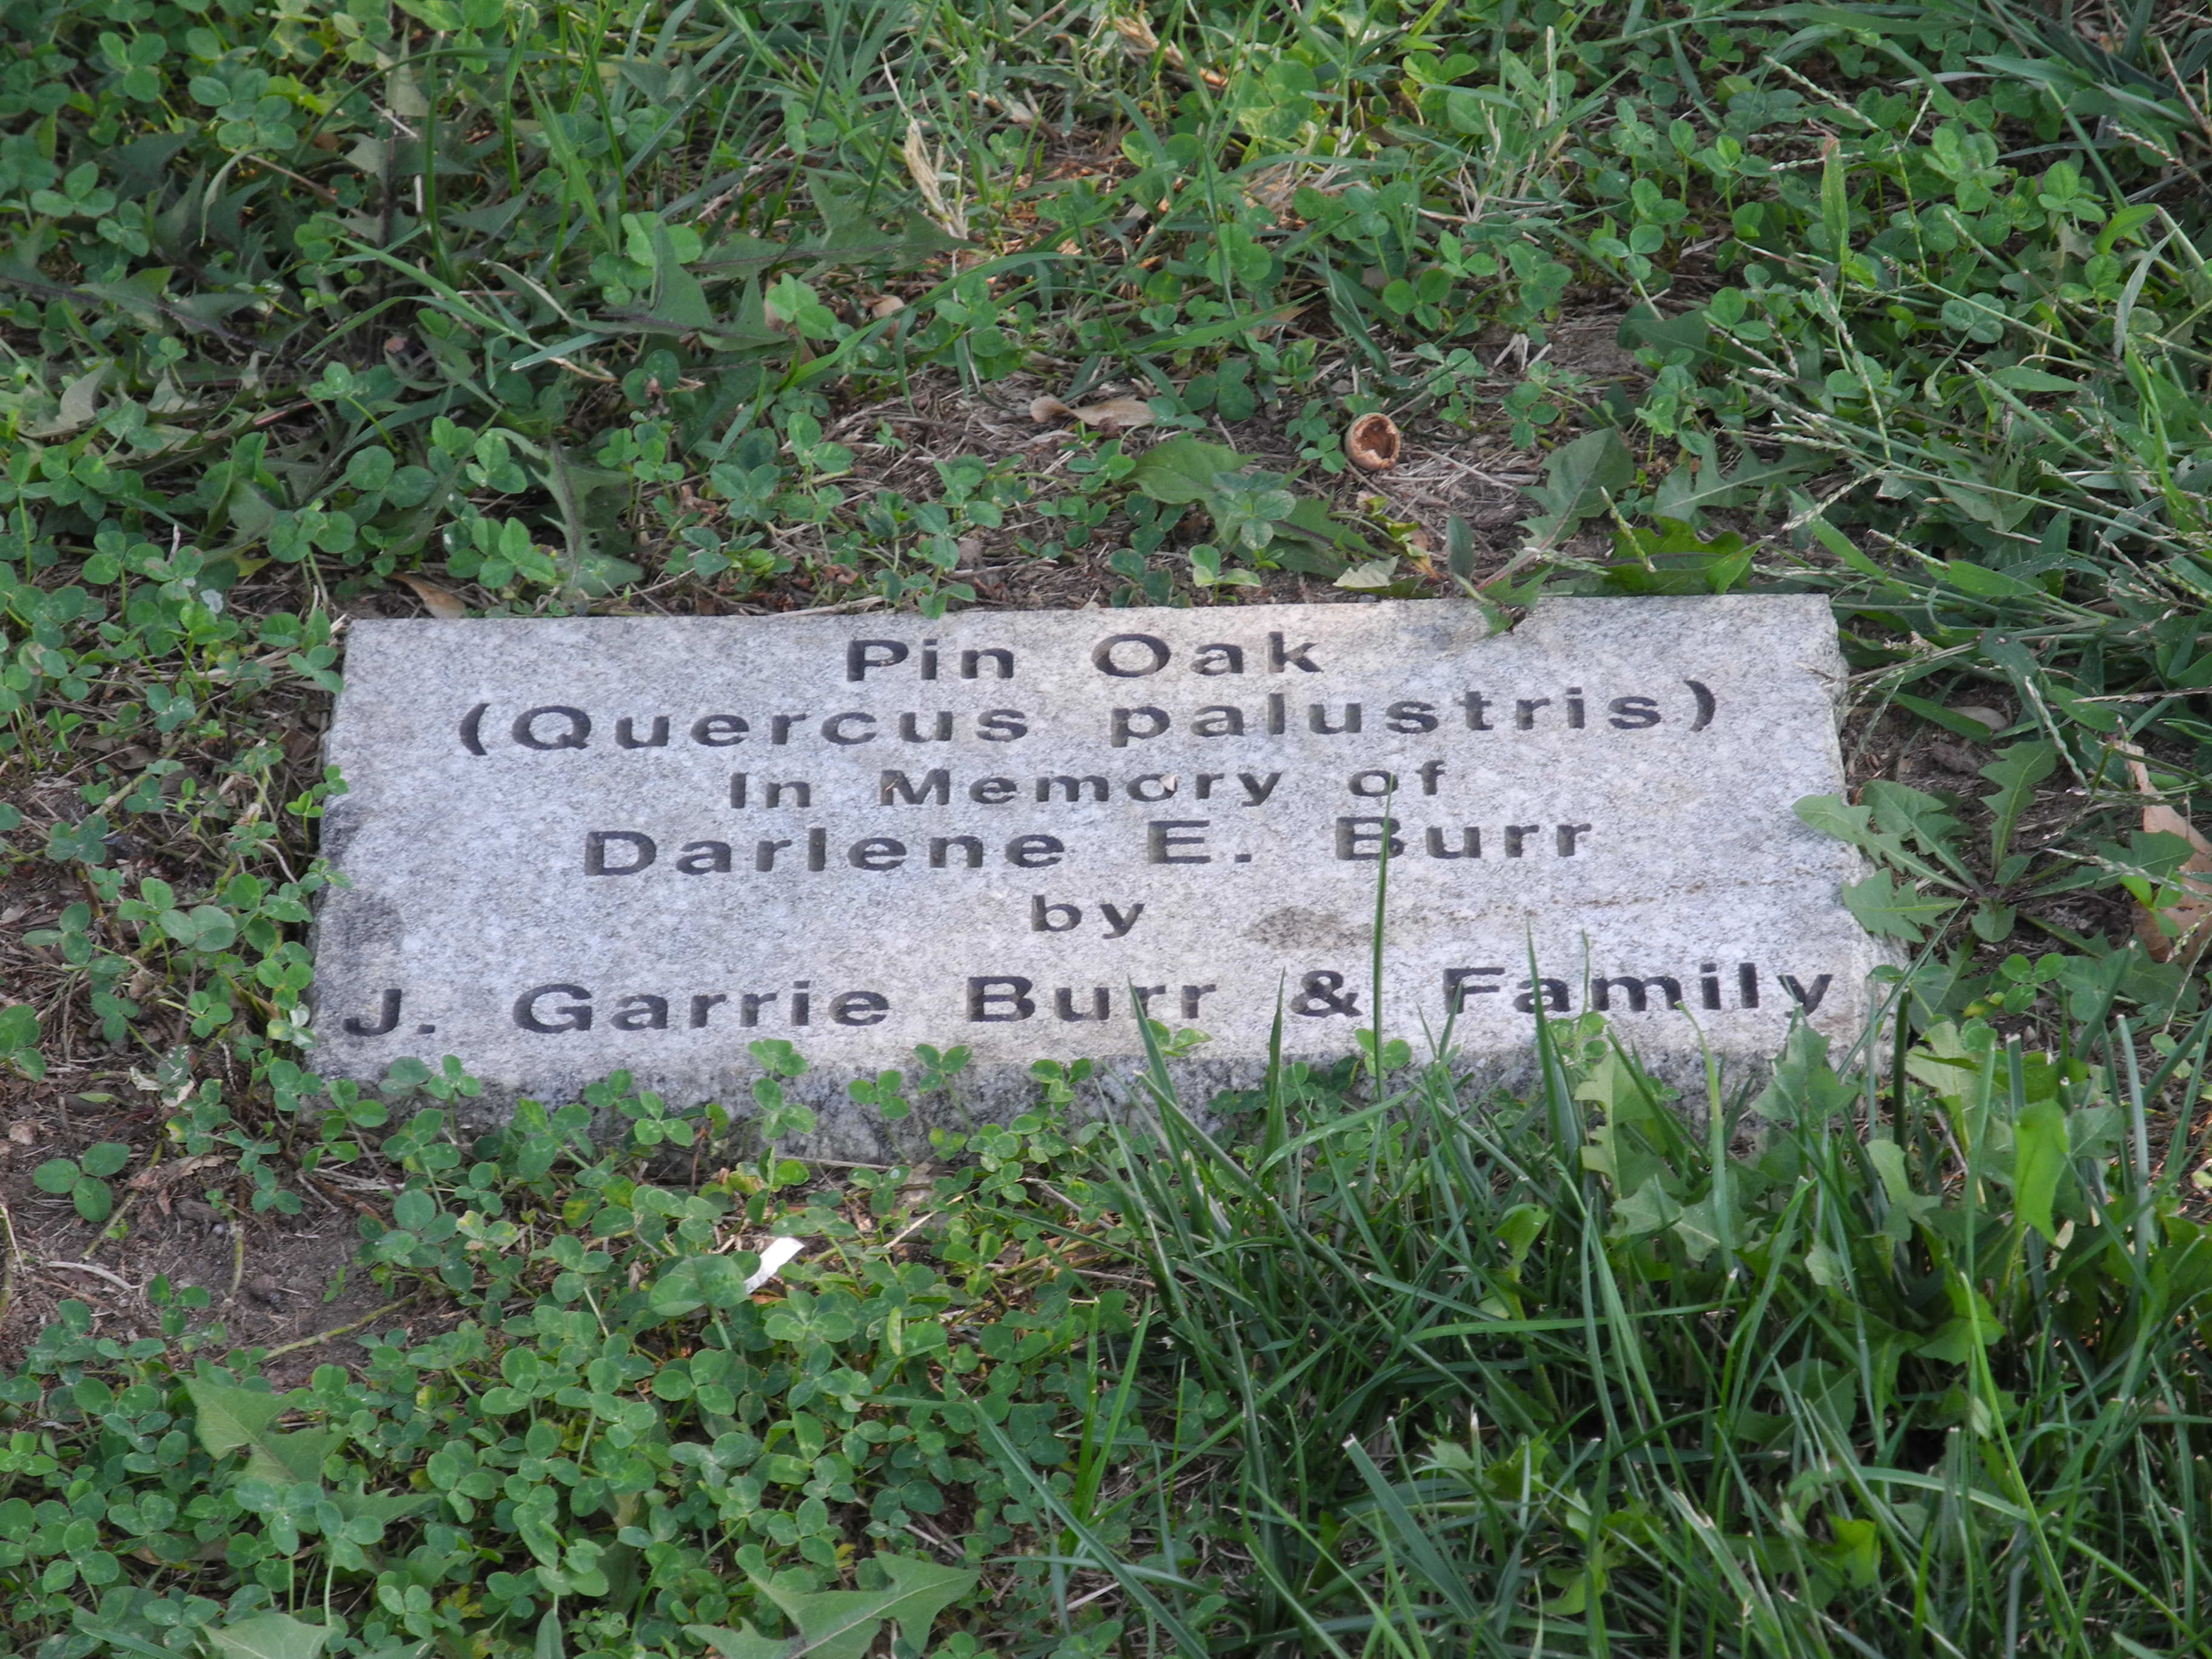 Pin Oak
(Quercus palustris)
In Memory of
Darlene E. Burr
by
J. Garrie Burr & Family